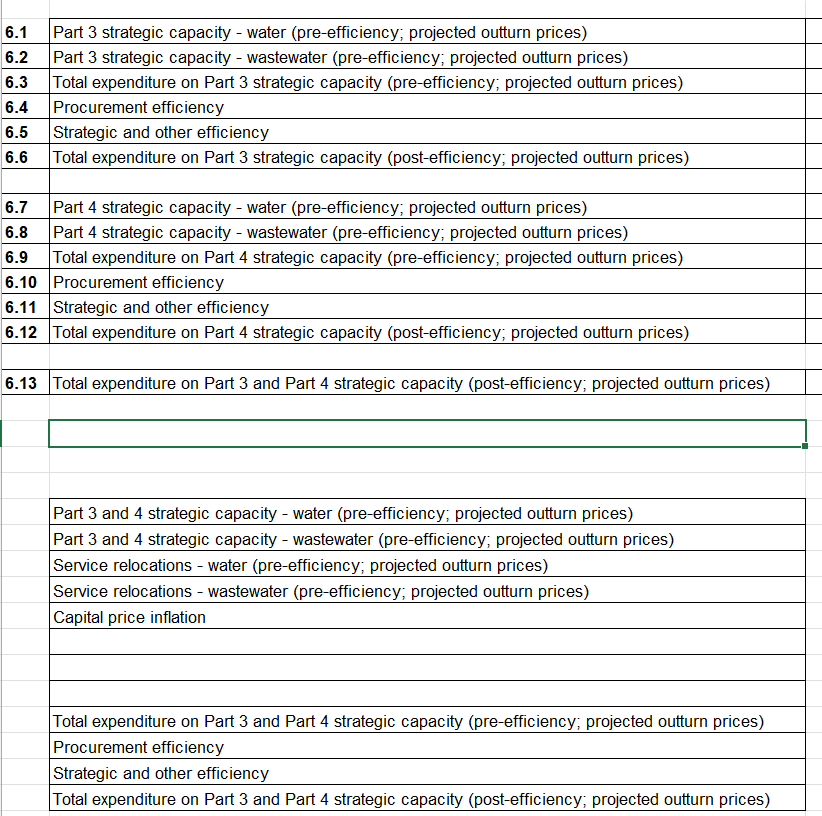 6.1 Part 3 strategic capacity - water (pre-efficiency; projected outturn prices)
6.2 Part 3 strategic capacity - wastewater (pre-efficiency; projected outturn prices)
6.3 Total expenditure on Part 3 strategic capacity (pre-efficiency; projected outturn prices)
6.4 Procurement efficiency
6.5 Strategic and other efficiency
6.6 Total expenditure on Part 3 strategic capacity (post-efficiency; projected outturn prices)
6.7 Part 4 strategic capacity - water (pre-efficiency; projected outturn prices)
6.8 Part 4 strategic capacity - wastewater (pre-efficiency; projected outturn prices)
6.9 Total expenditure on Part 4 strategic capacity (pre-efficiency; projected outturn prices)
6.10 Procurement efficiency
6.11 Strategic and other efficiency
6.12 Total expenditure on Part 4 strategic capacity (post-efficiency; projected outturn prices)
6.13 Total expenditure on Part 3 and Part 4 strategic capacity (post-efficiency; projected outturn prices)
Part 3 and 4 strategic capacity - water (pre-efficiency; projected outturn prices)
Part 3 and 4 strategic capacity - wastewater (pre-efficiency; projected outturn prices)
Service relocations - water (pre-efficiency; projected outturn prices)
Service relocations - wastewater (pre-efficiency; projected outturn prices)
Capital price inflation
Total expenditure on Part 3 and Part 4 strategic capacity (pre-efficiency; projected outturn prices)
Procurement efficiency
Strategic and other efficiency
Total expenditure on Part 3 and Part 4 strategic capacity (post-efficiency; projected outturn prices)